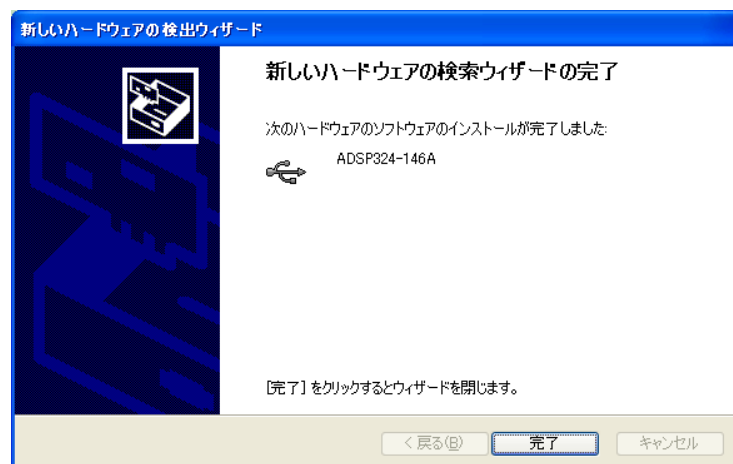 新しいハードウェアの検出ウィザード
新しいハードウェアの検索ウィザードの完了
次のハードウェアのソフトウェアのインストールが完了しました:
ADSP324-146A
[完了] をクリックするとウィザードを閉じます。
< 戻る(B)
完了
キャンセル